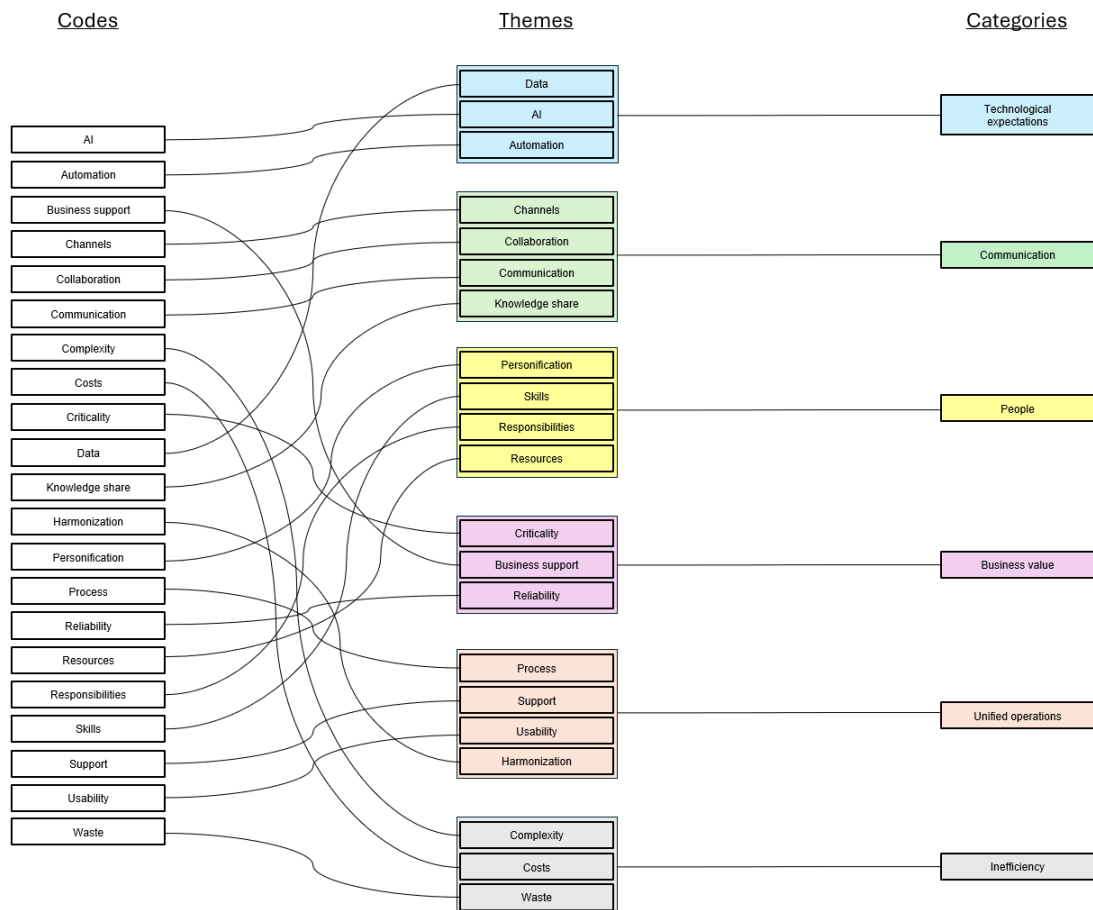 Codes
Themes
Categories
AI
Automation
Business support
Channels
Collaboration
Communication
Complexity
Costs
Criticality
Data
Knowledge share
Harmonization
Personification
Process
Reliability
Resources
Responsibilities
Skills
Support
Usability
Waste
Data
AI
Automation
Channels
Collaboration
Communication
Knowledge share
Personification
Skills
Responsibilities
Resources
Criticality
Business support
Reliability
Process
Support
Usability
Harmonization
Complexity
Costs
Waste
Technological
expectations
Communication
People
Business value
Unified operations
Inefficiency